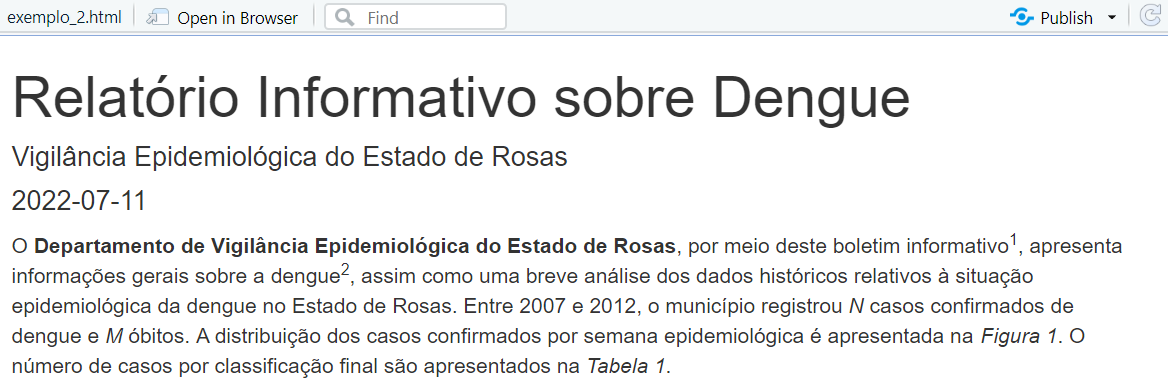 exemplo_2.html Open in Browser Find Publish
Relatório Informativo sobre Dengue
Vigilância Epidemiológica do Estado de Rosas
2022-07-11
O Departamento de Vigilância Epidemiológica do Estado de Rosas, por meio deste boletim informativo1, apresenta
informações gerais sobre a dengue2, assim como uma breve análise dos dados históricos relativos à situação
epidemiológica da dengue no Estado de Rosas. Entre 2007 e 2012, o município registrou N casos confirmados de
dengue e M óbitos. A distribuição dos casos confirmados por semana epidemiológica é apresentada na Figura 1. O
número de casos por classificação final são apresentados na Tabela 1.